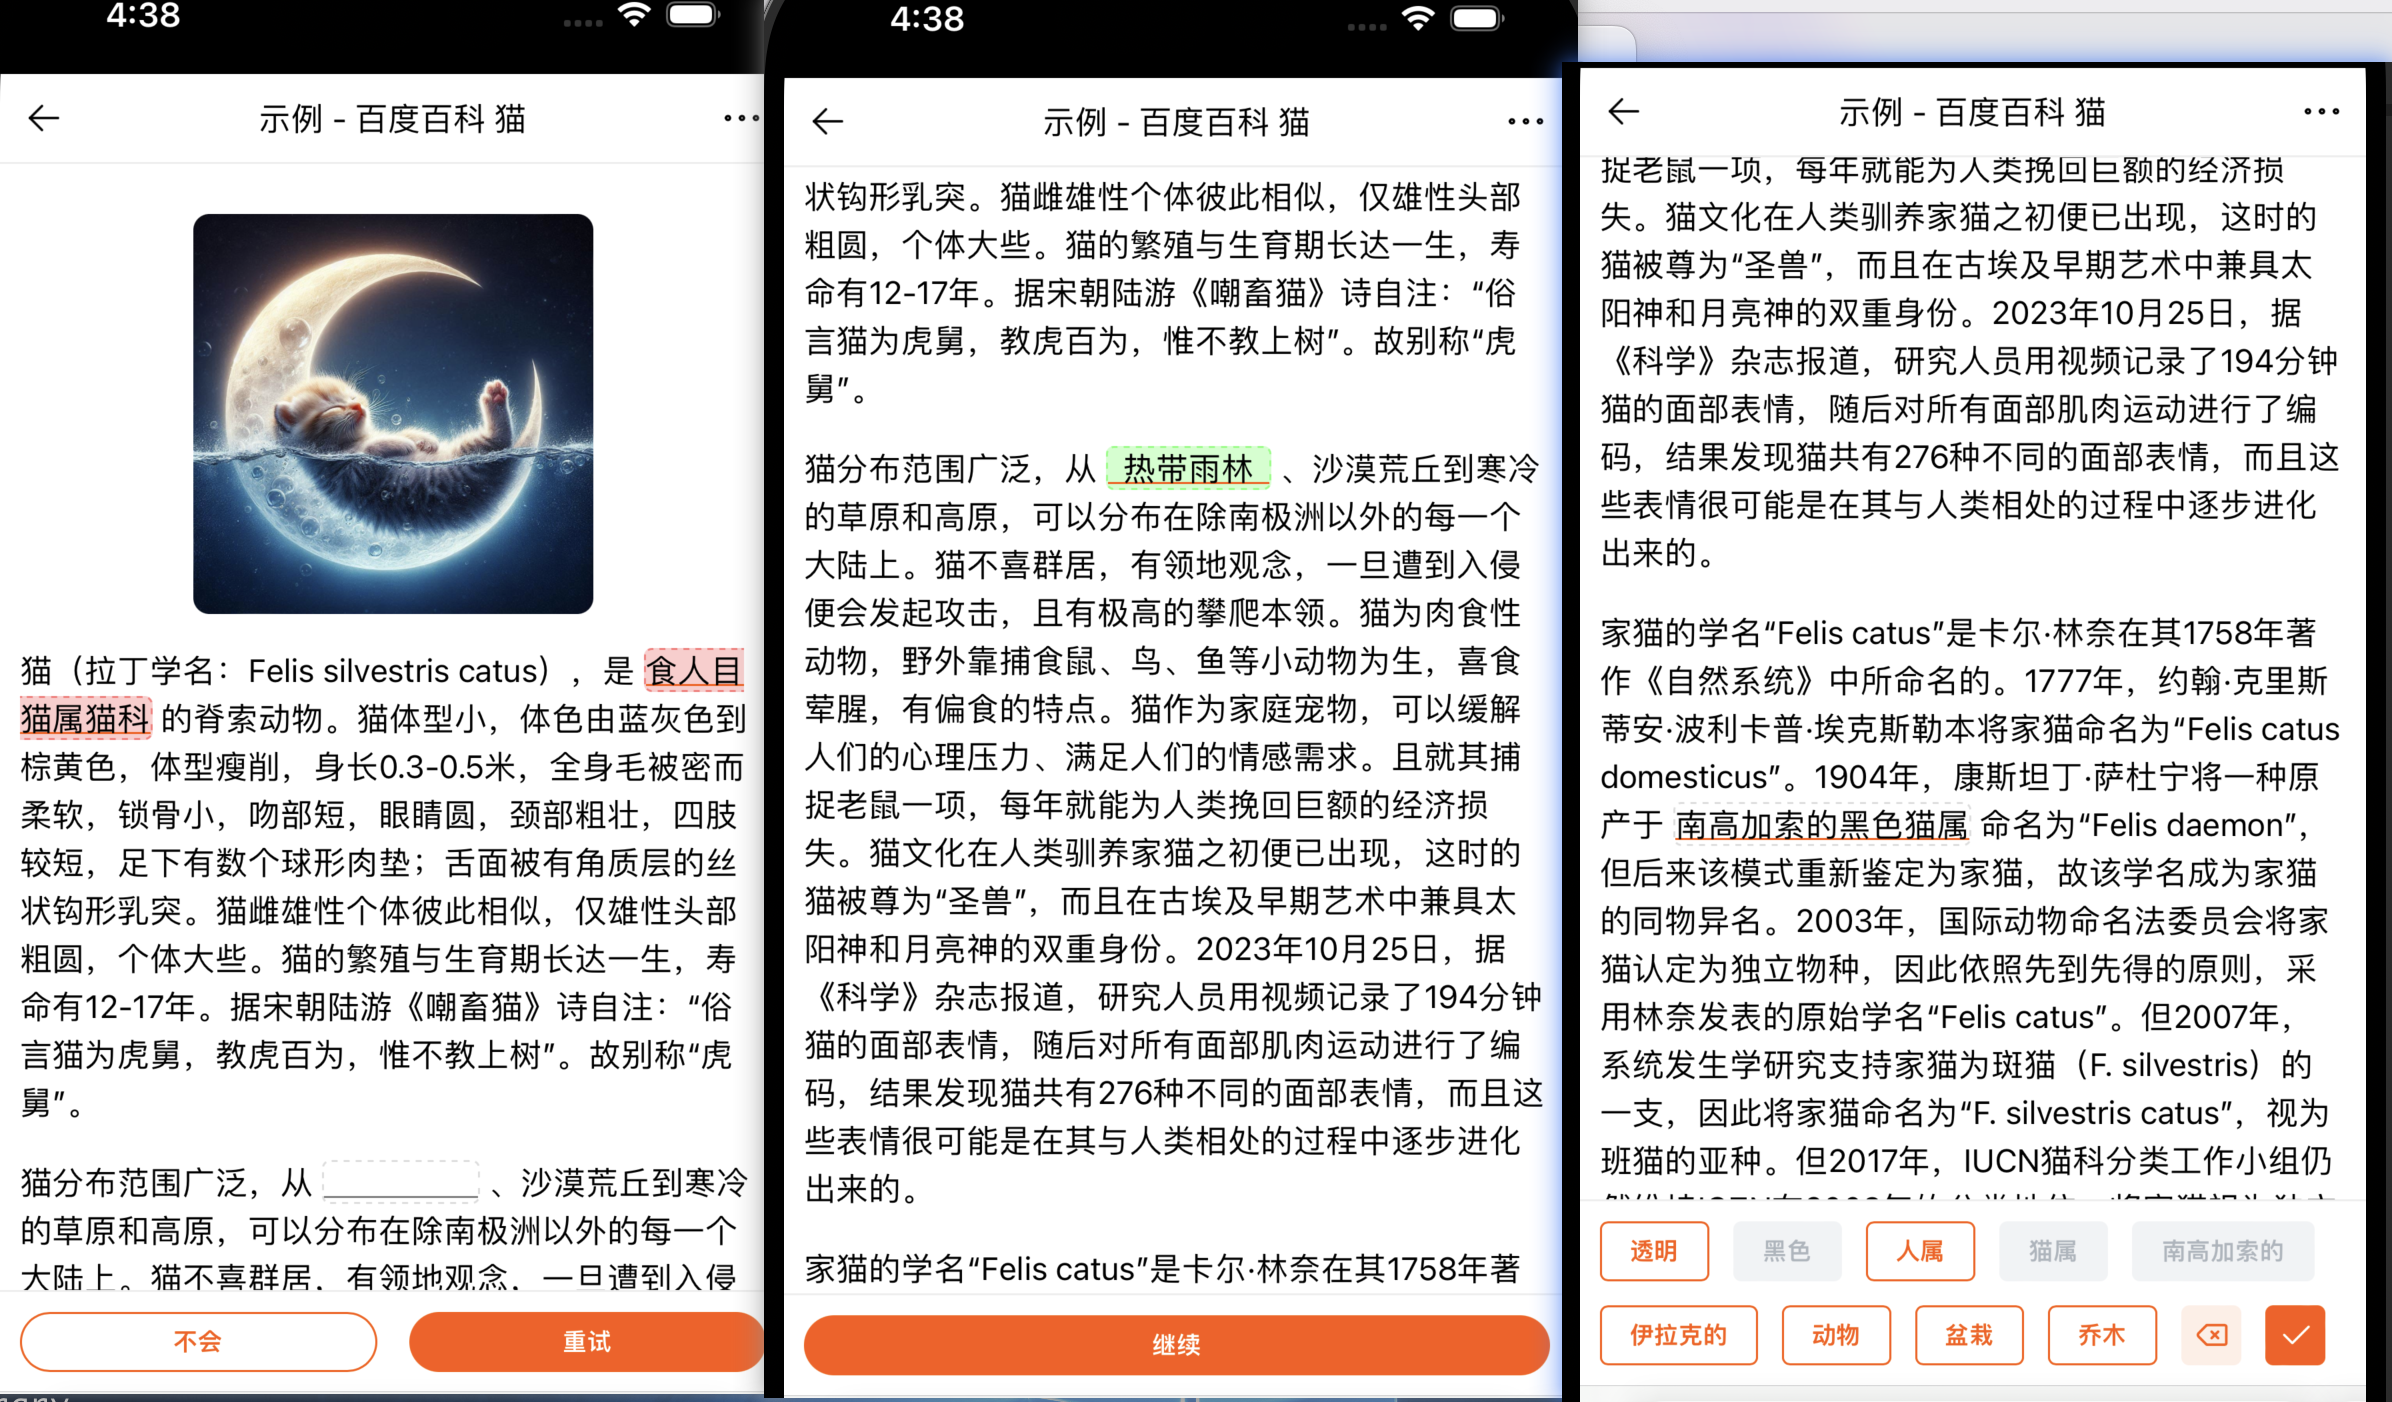 4:38
示例 - 百度百科 猫
猫（拉丁学名：Felis silvestris catus），是 食人目
猫属猫科 的脊索动物。猫体型小，体色由蓝灰色到
棕黄色，体型瘦削，身长0.3-0.5米，全身毛被密而
柔软，锁骨小，吻部短，眼睛圆，颈部粗壮，四肢
较短，足下有数个球形肉垫；舌面被有角质层的丝
状钩形乳突。猫雌雄性个体彼此相似，仅雄性头部
粗圆，个体大些。猫的繁殖与生育期长达一生，寿
命有12-17年。据宋朝陆游《嘲畜猫》诗自注：“俗
言猫为虎舅，教虎百为，惟不教上树”。故别称“虎
舅”。
猫分布范围广泛，从 、沙漠荒丘到寒冷
的草原和高原，可以分布在除南极洲以外的每一个
大陆上。猫不喜群居，有领地观念，一旦遭到入侵
不会
重试
4:38
示例 - 百度百科 猫
状钩形乳突。猫雌雄性个体彼此相似，仅雄性头部
粗圆，个体大些。猫的繁殖与生育期长达一生，寿
命有12-17年。据宋朝陆游《嘲畜猫》诗自注：“俗
言猫为虎舅，教虎百为，惟不教上树”。故别称“虎
舅”。
猫分布范围广泛，从 热带雨林 、沙漠荒丘到寒冷
的草原和高原，可以分布在除南极洲以外的每一个
大陆上。猫不喜群居，有领地观念，一旦遭到入侵
便会发起攻击，且有极高的攀爬本领。猫为肉食性
动物，野外靠捕食鼠、鸟、鱼等小动物为生，喜食
荤腥，有偏食的特点。猫作为家庭宠物，可以缓解
人们的心理压力、满足人们的情感需求。且就其捕
捉老鼠一项，每年就能为人类挽回巨额的经济损
失。猫文化在人类驯养家猫之初便已出现，这时的
猫被尊为“圣兽”，而且在古埃及早期艺术中兼具太
阳神和月亮神的双重身份。2023年10月25日，据
《科学》杂志报道，研究人员用视频记录了194分钟
猫的面部表情，随后对所有面部肌肉运动进行了编
码，结果发现猫共有276种不同的面部表情，而且这
些表情很可能是在其与人类相处的过程中逐步进化
出来的。
家猫的学名“Felis catus”是卡尔·林奈在其1758年著
继续
示例 - 百度百科 猫
捉老鼠一项，每年就能为人类挽回巨额的经济损
失。猫文化在人类驯养家猫之初便已出现，这时的
猫被尊为“圣兽”，而且在古埃及早期艺术中兼具太
阳神和月亮神的双重身份。2023年10月25日，据
《科学》杂志报道，研究人员用视频记录了194分钟
猫的面部表情，随后对所有面部肌肉运动进行了编
码，结果发现猫共有276种不同的面部表情，而且这
些表情很可能是在其与人类相处的过程中逐步进化
出来的。
家猫的学名“Felis catus”是卡尔·林奈在其1758年著
作《自然系统》中所命名的。1777年，约翰·克里斯
蒂安·波利卡普·埃克斯勒本将家猫命名为“Felis catus
domesticus”。1904年，康斯坦丁·萨杜宁将一种原
产于 南高加索的黑色猫属 命名为“Felis daemon”，
但后来该模式重新鉴定为家猫，故该学名成为家猫
的同物异名。2003年，国际动物命名法委员会将家
猫认定为独立物种，因此依照先到先得的原则，采
用林奈发表的原始学名“Felis catus”。但2007年，
系统发生学研究支持家猫为斑猫（F. silvestris）的
一支，因此将家猫命名为“F. silvestris catus”，视为
班猫的亚种。但2017年，IUCN猫科分类工作小组仍
透明 黑色 人属 猫属 南高加索的
伊拉克的 动物 盆栽 乔木